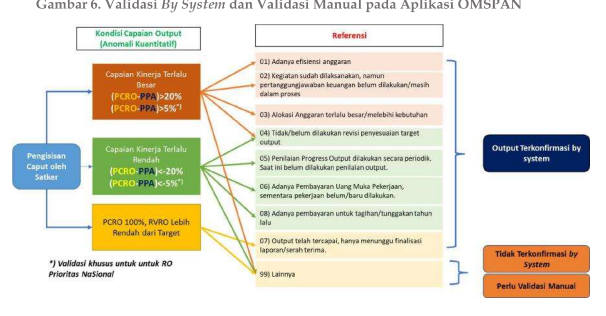 Gambar 6. Validasi By System dan Validasi Manual pada Aplikasi OMSPAN
Kondisi Capaian Output
(Anomali Kuantitatif)
Referensi
Pengiaisan
Caput oleh
Satker
Capaian Kinerja Terlalu
Besar
(PCRO-PPA)>20%
(PCRO-PPA)>5%*)
Capaian Kinerja Terlalu
Rendah
(PCRO-PPA)<-20%
(PCRO-PPA)<-5%*)
PCRO 100%, RVRO Lebih
Rendah dari Target
*) Validasi khusus untuk untuk RO
Prioritas NaSional
01) Adanya efisiensi anggaran
02) Kegiatan sudah dilaksanakan, namun
pertanggungjawaban keuangan belum dilakukan/masih
dalam proses
03) Alokasi Anggaran terlalu besar/melebihi kebutuhan
04) Tidak/belum dilakukan revisi penyesuaian target
output
05) Penilaian Progress Output dilakukan secara periodik.
Saat ini belum dilakukan penilaian output.
06) Adanya Pembayaran Uang Muka Pekerjaan,
sementara pekerjaan belum/baru dilakukan.
08) Adanya pembayaran untuk tagihan/tunggakan tahun
lalu
07) Output telah tercapai, hanya menunggu finalisasi
laporan/serah terima.
99) Lainnya
Output Terkonfirmasi by
system
Tidak Terkonfirmasi by
System
Perlu Validasi Manual